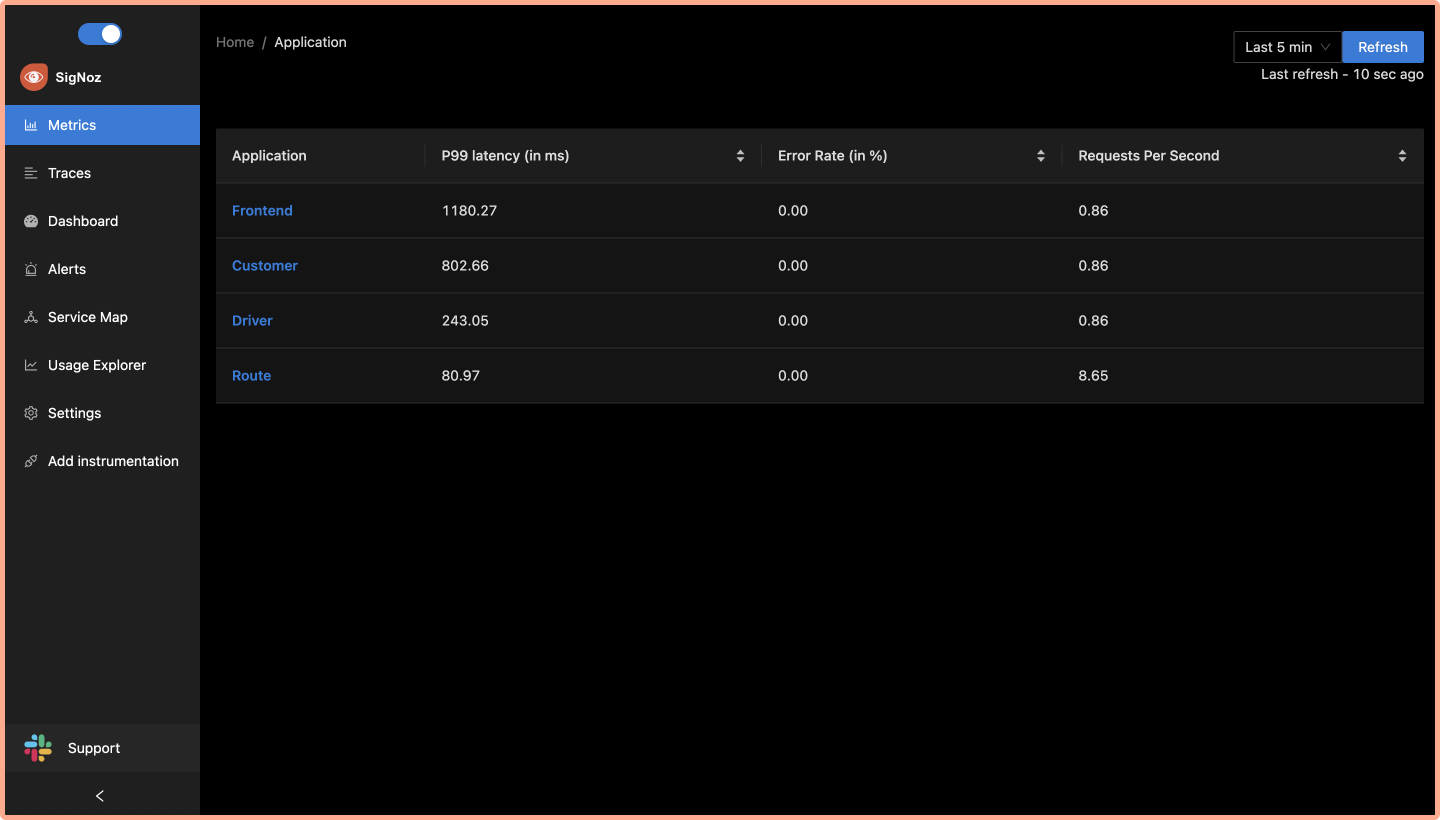 SigNoz
Metrics
Traces
Dashboard
Alerts
Service Map
Usage Explorer
Settings
Add instrumentation
Support
Home / Application
Last 5 min
Refresh
Last refresh - 10 sec ago
Application P99 latency (in ms) Error Rate (in %) Requests Per Second
Frontend 1180.27 0.00 0.86
Customer 802.66 0.00 0.86
Driver 243.05 0.00 0.86
Route 80.97 0.00 8.65